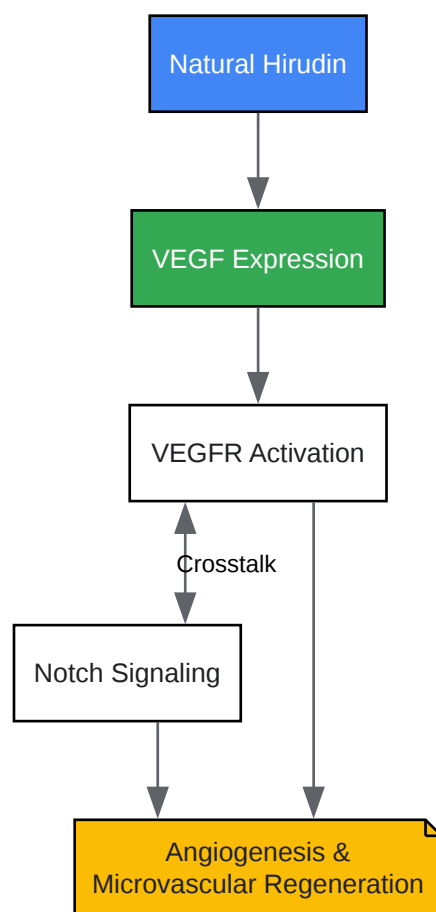 Natural Hirudin
VEGF Expression
VEGFR Activation
Crosstalk
Notch Signaling
Angiogenesis &
Microvascular Regeneration